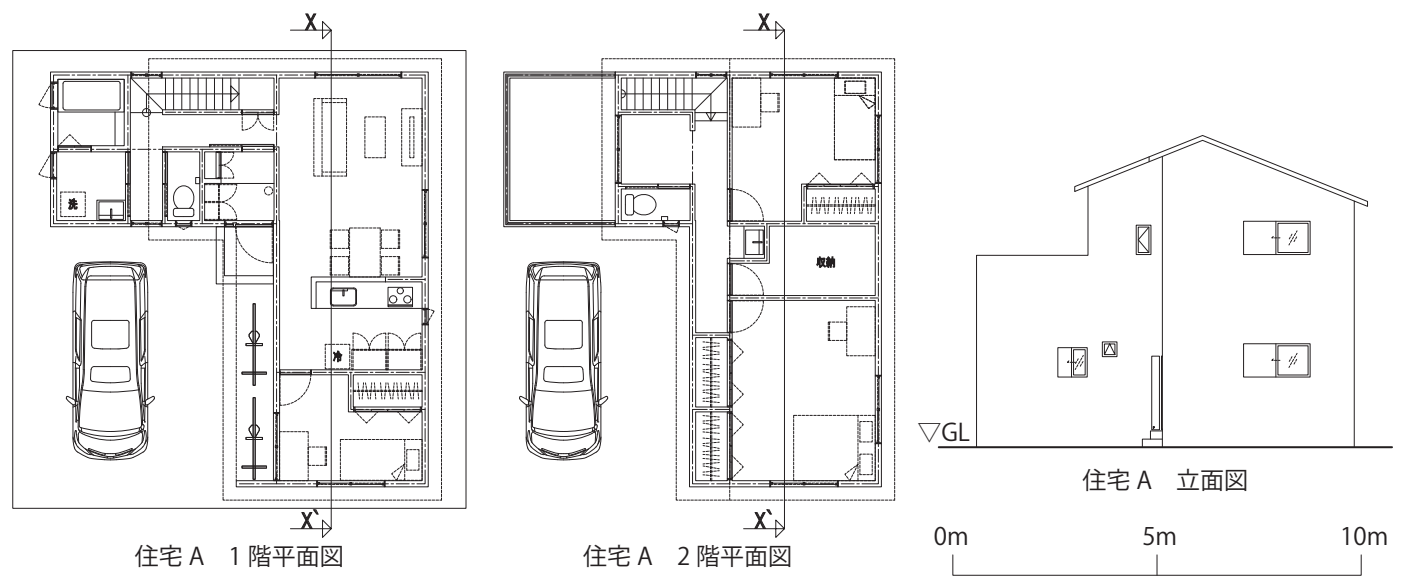 X
洗
冷
X`
住宅 A　1 階平面図
X
収納
X`
住宅 A　2 階平面図
▽GL
住宅 A　立面図
0m 5m 10m